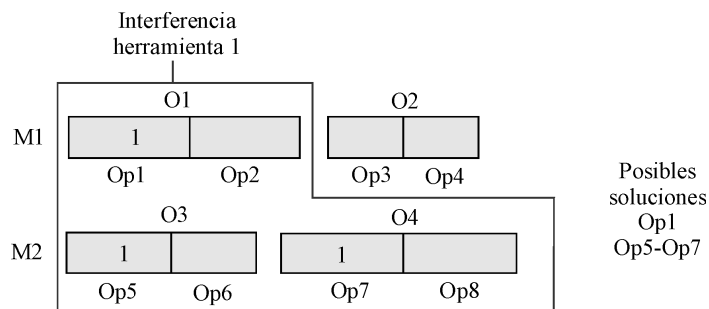 Interferencia
herramienta 1
O1
O2
M1
1
Op1
Op2
Op3
Op4
O3
O4
M2
1
1
Op5
Op6
Op7
Op8
Posibles
soluciones
Op1
Op5-Op7